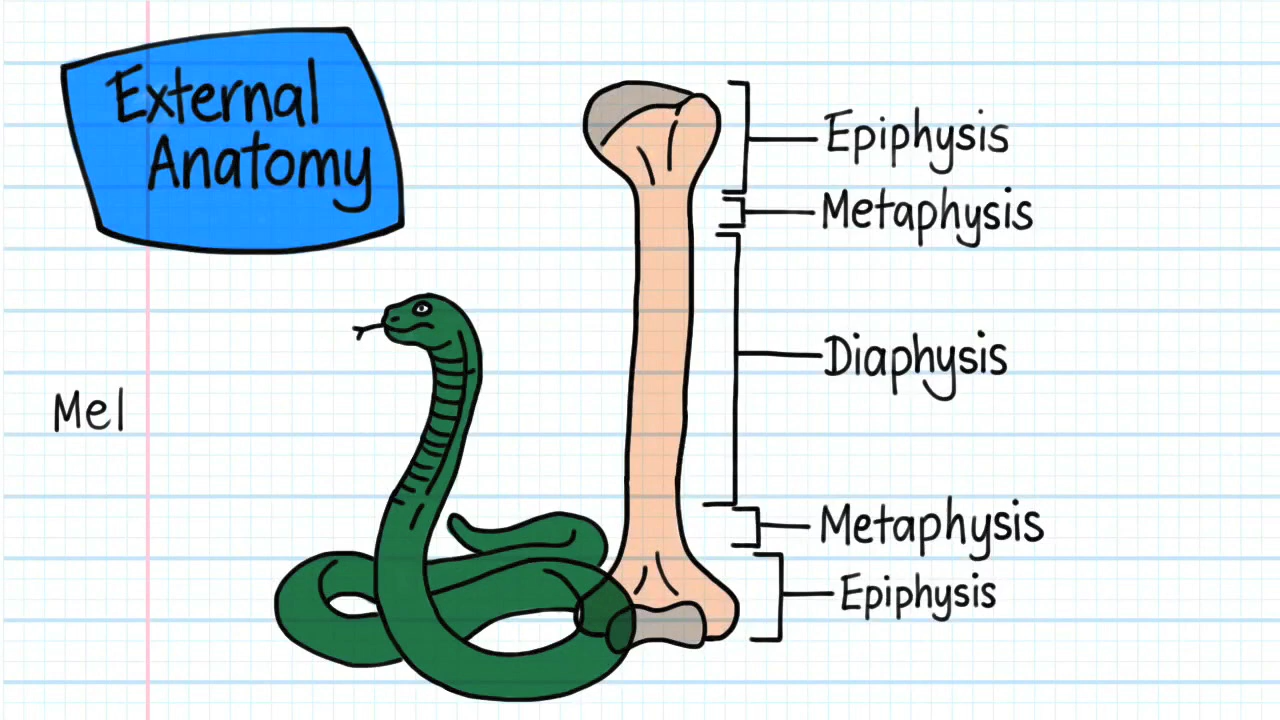 External
Anatomy
Epiphysis
Metaphysis
Diaphysis
Mel
Metaphysis
Epiphysis